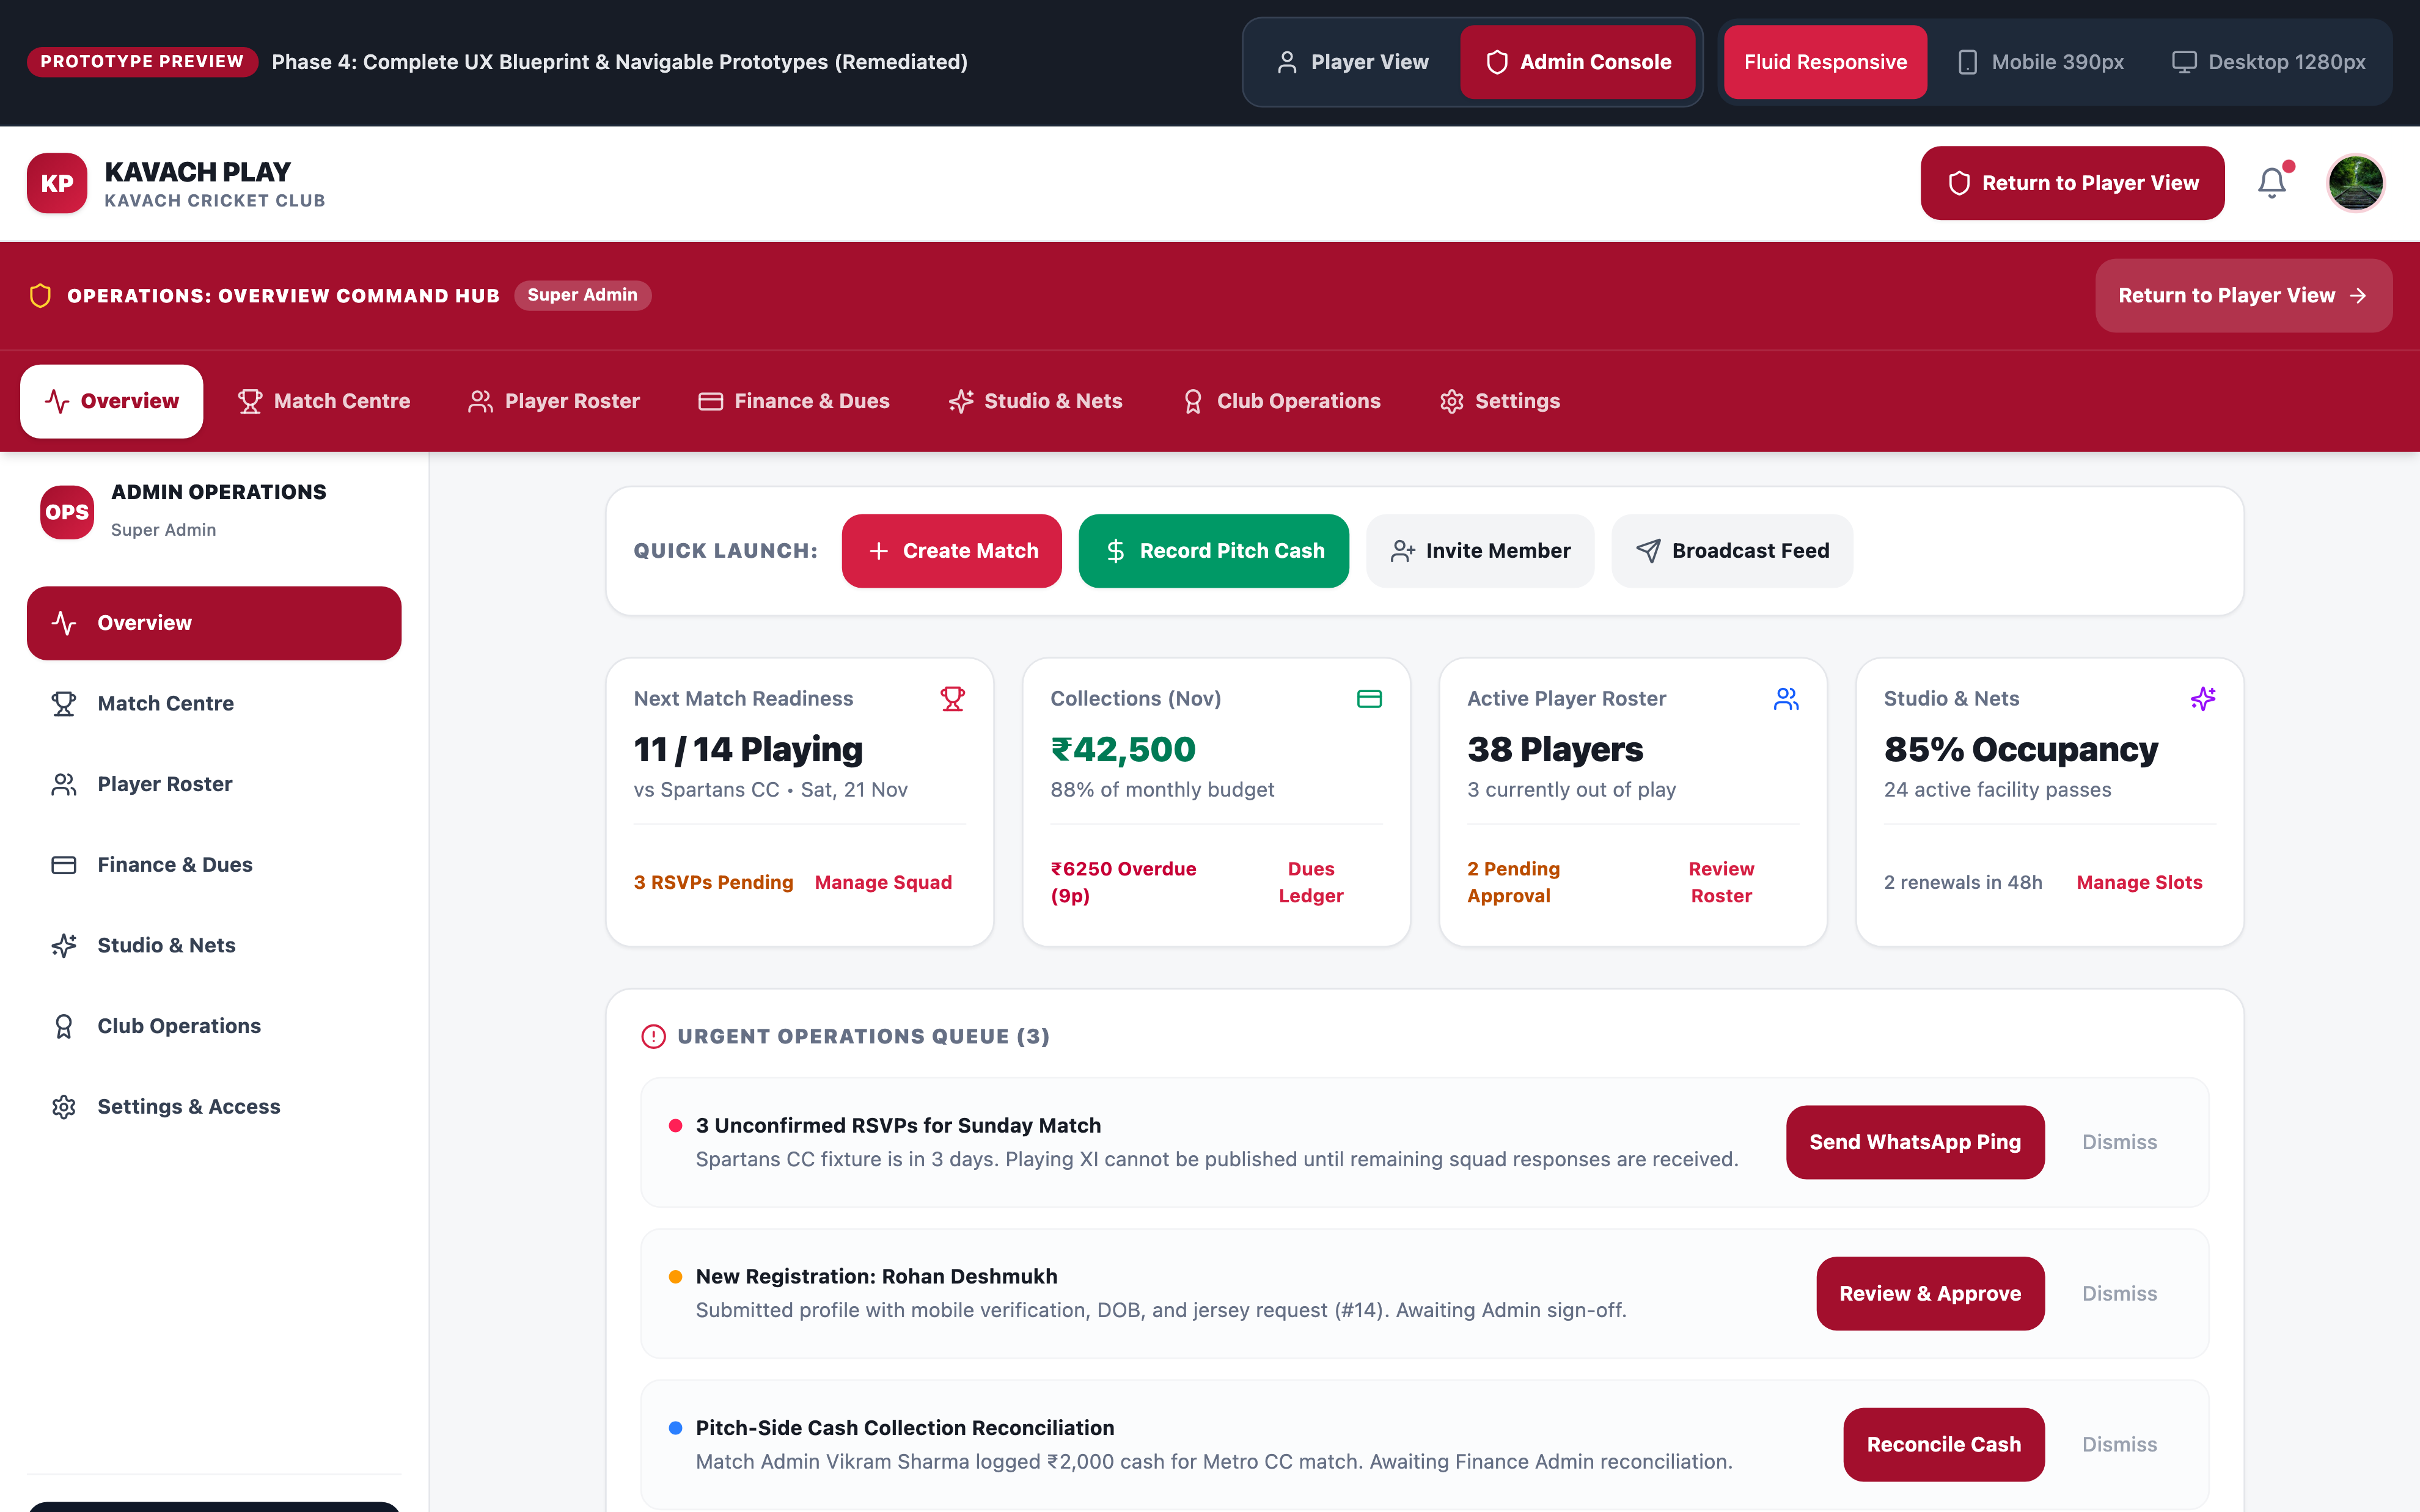 PROTOTYPE PREVIEW
Phase 4: Complete UX Blueprint & Navigable Prototypes (Remediated)
Player View
Admin Console
Fluid Responsive
Mobile 390px
Desktop 1280px
KP
KAVACH PLAY
KAVACH CRICKET CLUB
Return to Player View
OPERATIONS: OVERVIEW COMMAND HUB
Super Admin
Return to Player View →
Overview
Match Centre
Player Roster
Finance & Dues
Studio & Nets
Club Operations
Settings
OPS
ADMIN OPERATIONS
Super Admin
Overview
Match Centre
Player Roster
Finance & Dues
Studio & Nets
Club Operations
Settings & Access
QUICK LAUNCH:
+ Create Match
$ Record Pitch Cash
Invite Member
Broadcast Feed
Next Match Readiness
11 / 14 Playing
vs Spartans CC • Sat, 21 Nov
3 RSVPs Pending
Manage Squad
Collections (Nov)
₹42,500
88% of monthly budget
₹6250 Overdue
(9p)
Dues
Ledger
Active Player Roster
38 Players
3 currently out of play
2 Pending
Approval
Review
Roster
Studio & Nets
85% Occupancy
24 active facility passes
2 renewals in 48h
Manage Slots
URGENT OPERATIONS QUEUE (3)
3 Unconfirmed RSVPs for Sunday Match
Spartans CC fixture is in 3 days. Playing XI cannot be published until remaining squad responses are received.
Send WhatsApp Ping
Dismiss
New Registration: Rohan Deshmukh
Submitted profile with mobile verification, DOB, and jersey request (#14). Awaiting Admin sign-off.
Review & Approve
Dismiss
Pitch-Side Cash Collection Reconciliation
Match Admin Vikram Sharma logged ₹2,000 cash for Metro CC match. Awaiting Finance Admin reconciliation.
Reconcile Cash
Dismiss